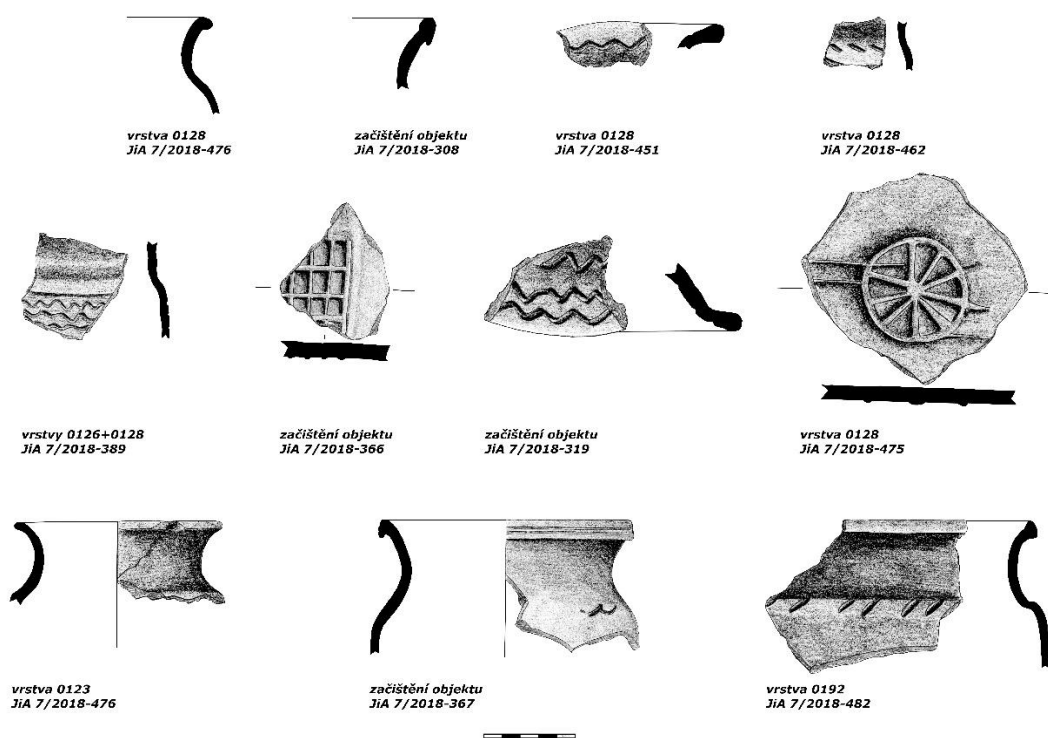 vrstva 0128
JiA 7/2018-476
začištění objektu
JiA 7/2018-308
vrstva 0128
JiA 7/2018-451
vrstva 0128
JiA 7/2018-462
vrstvy 0126+0128
JiA 7/2018-389
začištění objektu
JiA 7/2018-366
začištění objektu
JiA 7/2018-319
vrstva 0128
JiA 7/2018-475
vrstva 0123
JiA 7/2018-476
začištění objektu
JiA 7/2018-367
vrstva 0192
JiA 7/2018-482